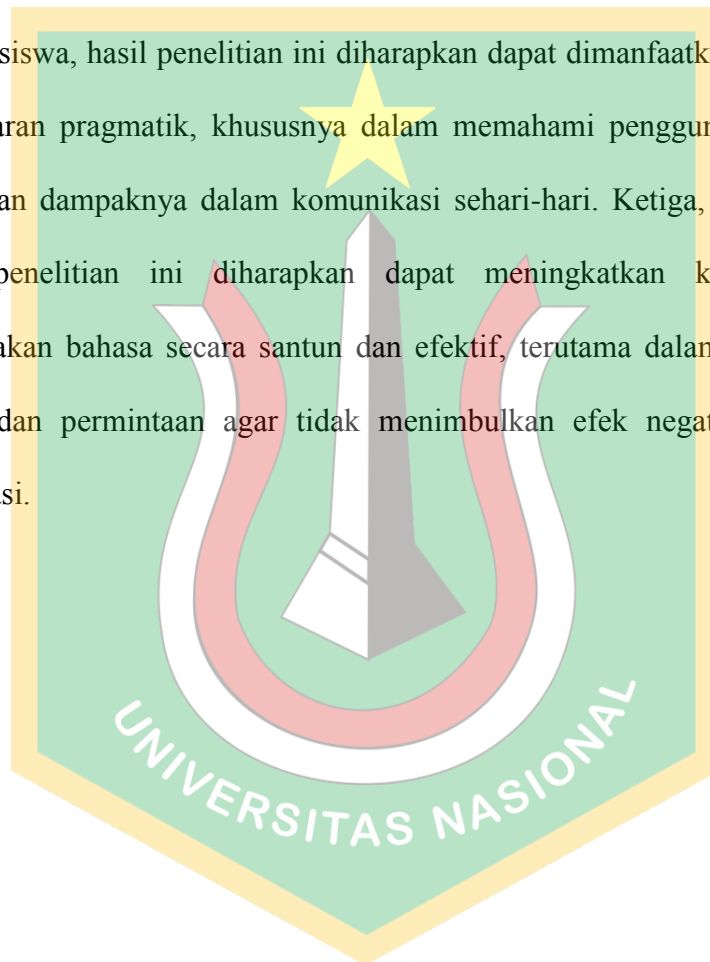 siswa, hasil penelitian ini diharapkan dapat dimanfaatk
aran pragmatik, khususnya dalam memahami penggur
an dampaknya dalam komunikasi sehari-hari. Ketiga,
penelitian ini diharapkan dapat meningkatkan k
akan bahasa secara santun dan efektif, terutama dalam
dan permintaan agar tidak menimbulkan efek negat
asi.
UNIVERSITAS NASIONAL